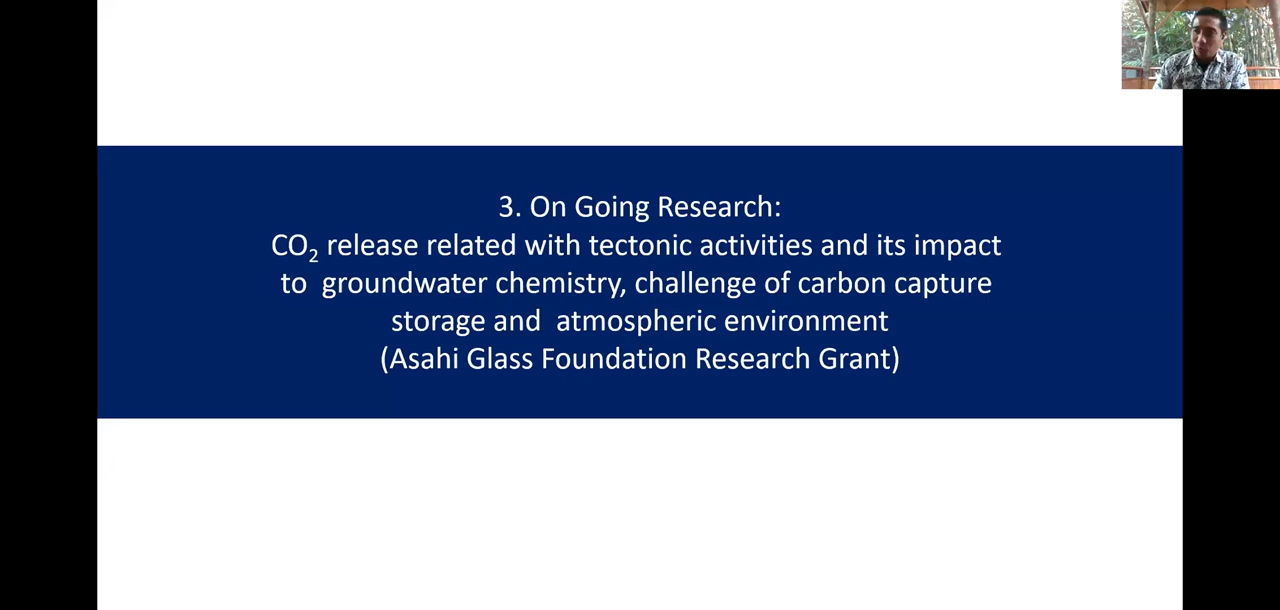 3. On Going Research:
CO₂ release related with tectonic activities and its impact
to  groundwater chemistry, challenge of carbon capture
storage and  atmospheric environment
(Asahi Glass Foundation Research Grant)